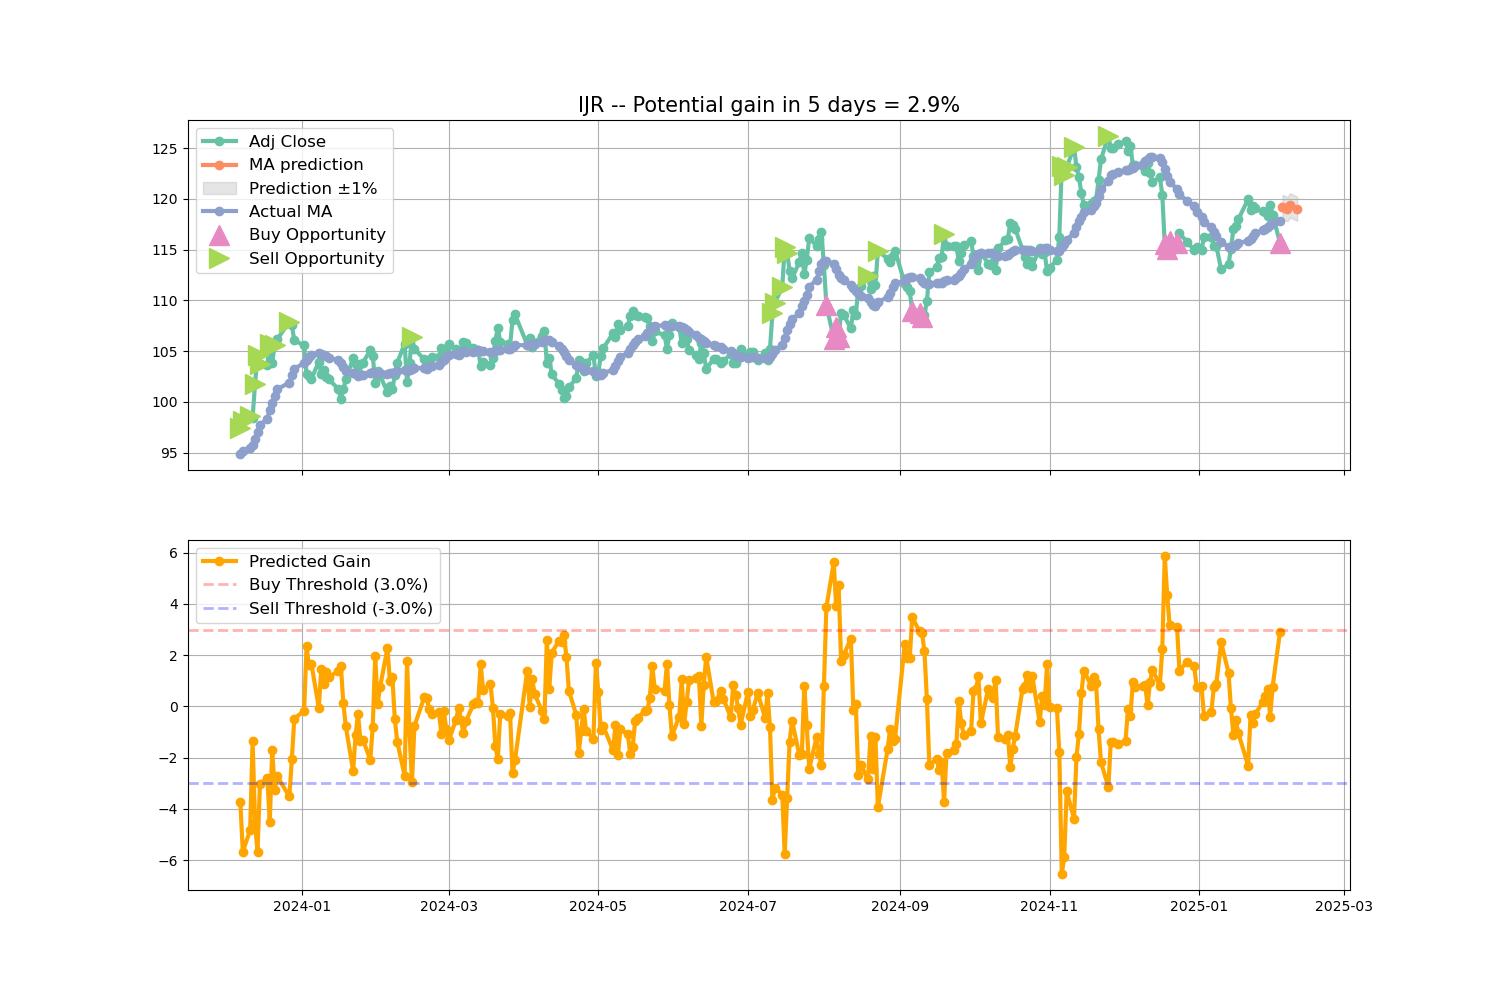 IJR -- Potential gain in 5 days = 2.9%
Adj Close
MA prediction
Prediction ±1%
Actual MA
Buy Opportunity
Sell Opportunity
125
120
115
110
105
100
95
Predicted Gain
Buy Threshold (3.0%)
Sell Threshold (-3.0%)
6
4
2
0
−2
−4
−6
2024-01 2024-03 2024-05 2024-07 2024-09 2024-11 2025-01 2025-03